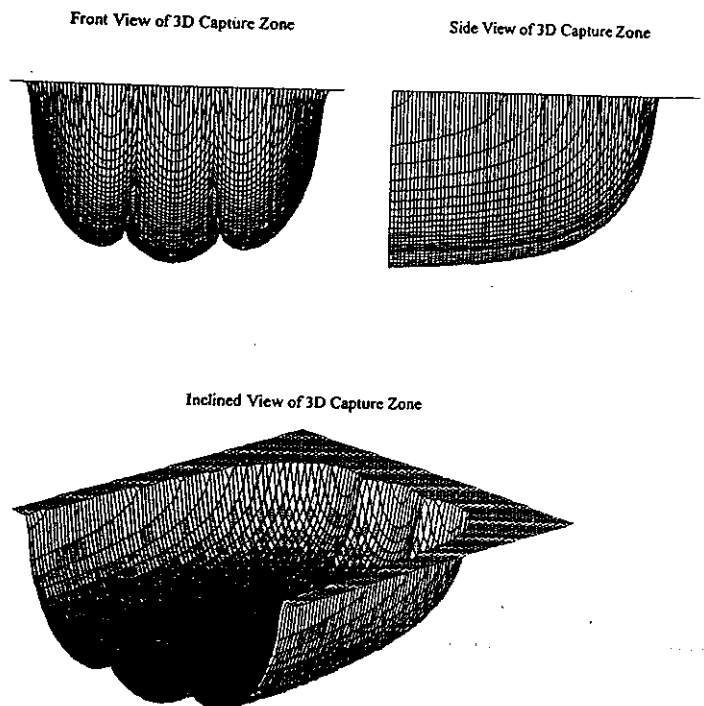 Front View of 3D Capture Zone
Side View of 3D Capture Zone
Inclined View of 3D Capture Zone